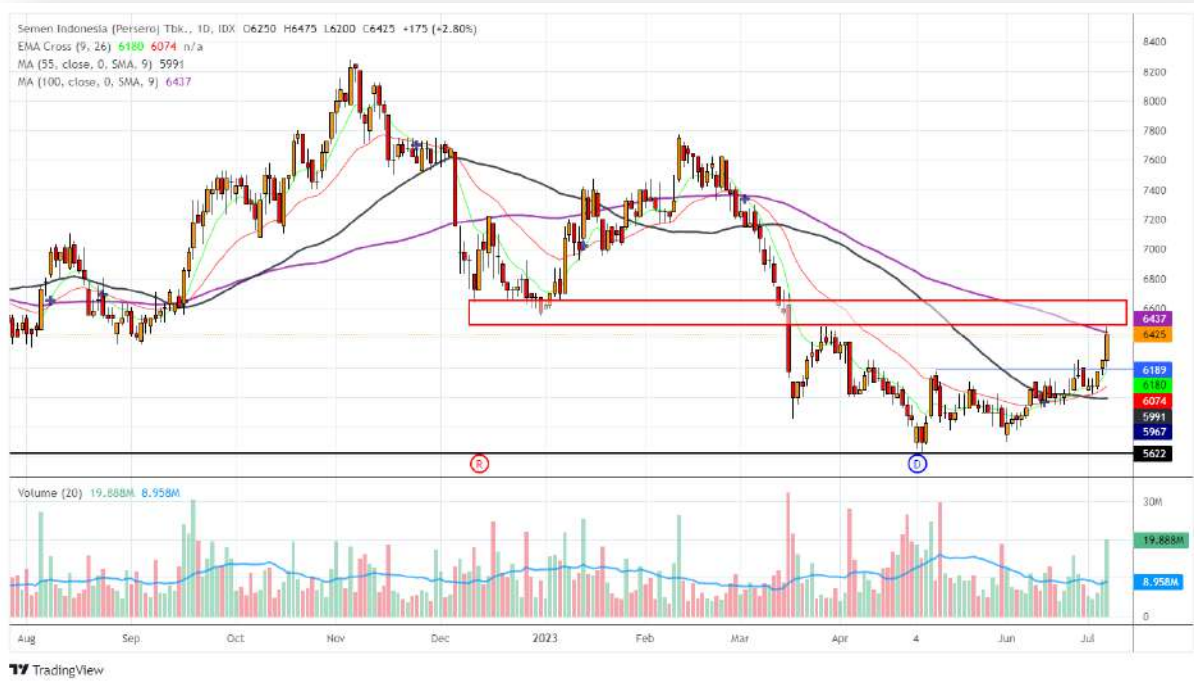 Semen Indonesia (Persero) Tbk., 1D, IDX O6250 H6475 L6200 C6425 +175 (+2.80%)
EMA Cross (9, 26) 6180 6074 n/a
MA (55, close, 0, SMA, 9) 5991
MA (100, close, 0, SMA, 9) 6437
8400
8200
8000
7800
7600
7400
7200
7000
6800
6600
6437
6425
6189
6180
6074
5991
5967
5622
R
D
Volume (20) 19.888M 8.958M
30M
19.888M
8.958M
0
Aug Sep Oct Nov Dec 2023 Feb Mar Apr 4 Jun Jul
TradingView